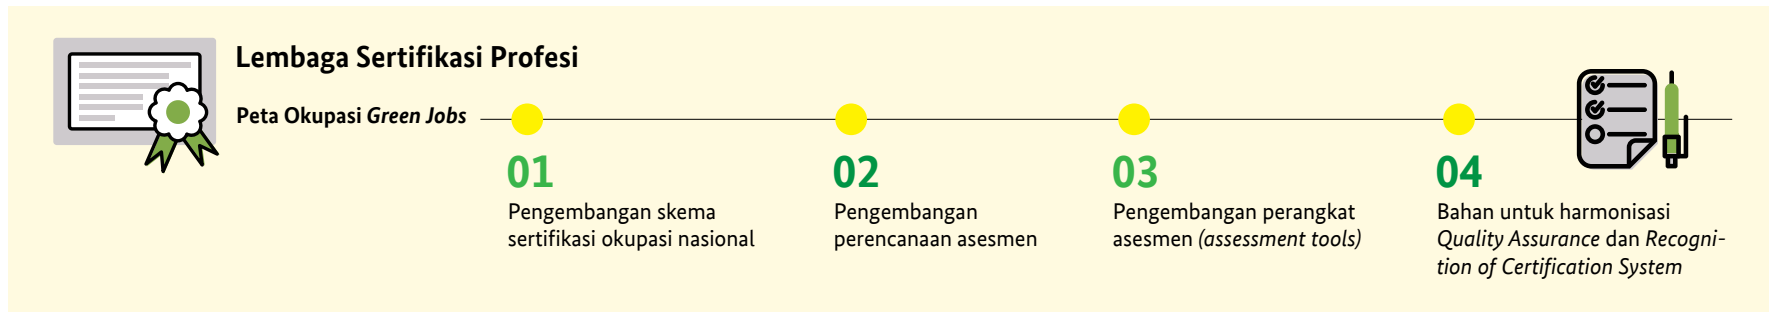 Lembaga Sertifikasi Profesi
Peta Okupasi Green Jobs
01
Pengembangan skema
sertifikasi okupasi nasional
02
Pengembangan
perencanaan asesmen
03
Pengembangan perangkat
asesmen (assessment tools)
04
Bahan untuk harmonisasi
Quality Assurance dan Recogni-
tion of Certification System